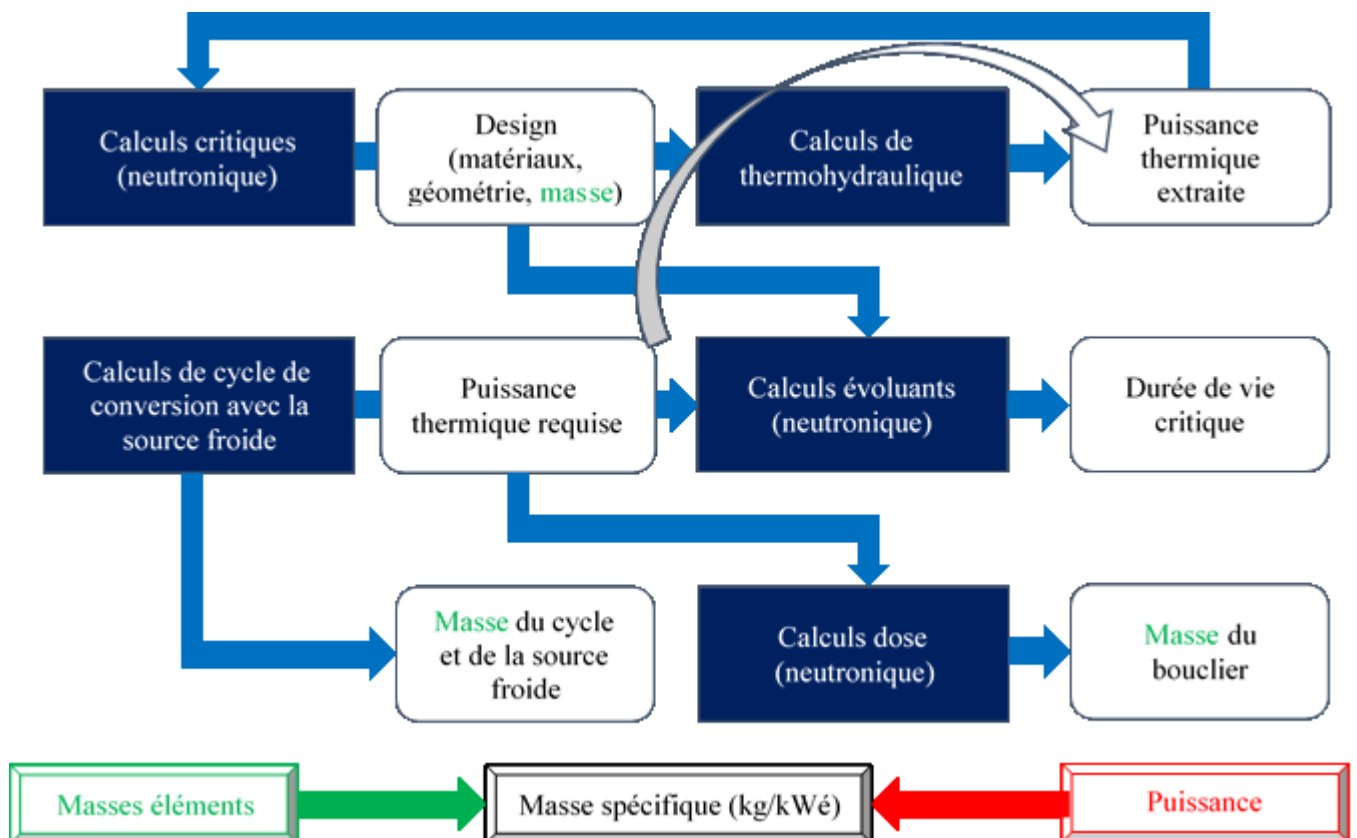 Calculs critiques
(neutronique)
Design
(matériaux,
géométrie, masse)
Calculs de
thermohydraulique
Puissance
thermique
extraite
Calculs de cycle de
conversion avec la
source froide
Puissance
thermique requise
Calculs évoluants
(neutronique)
Durée de vie
critique
Masse du cycle
et de la source
froide
Calculs dose
(neutronique)
Masse du
bouclier
Masses éléments
Masse spécifique (kg/kWé)
Puissance